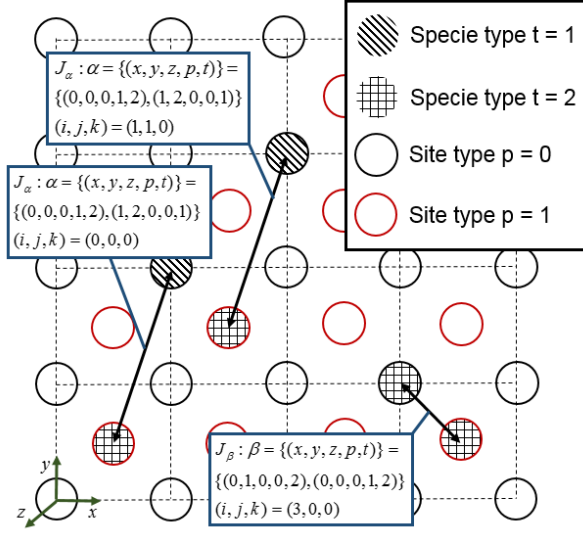 J_α : α = {(x, y, z, p, t)} =
{(0, 0, 0, 1, 2), (1, 2, 0, 0, 1)}
(i, j, k) = (1, 1, 0)
J_α : α = {(x, y, z, p, t)} =
{(0, 0, 0, 1, 2), (1, 2, 0, 0, 1)}
(i, j, k) = (0, 0, 0)
Specie type t = 1
Specie type t = 2
Site type p = 0
Site type p = 1
J_β : β = {(x, y, z, p, t)} =
{(0, 1, 0, 0, 2), (0, 0, 0, 1, 2)}
(i, j, k) = (3, 0, 0)
y
z
x